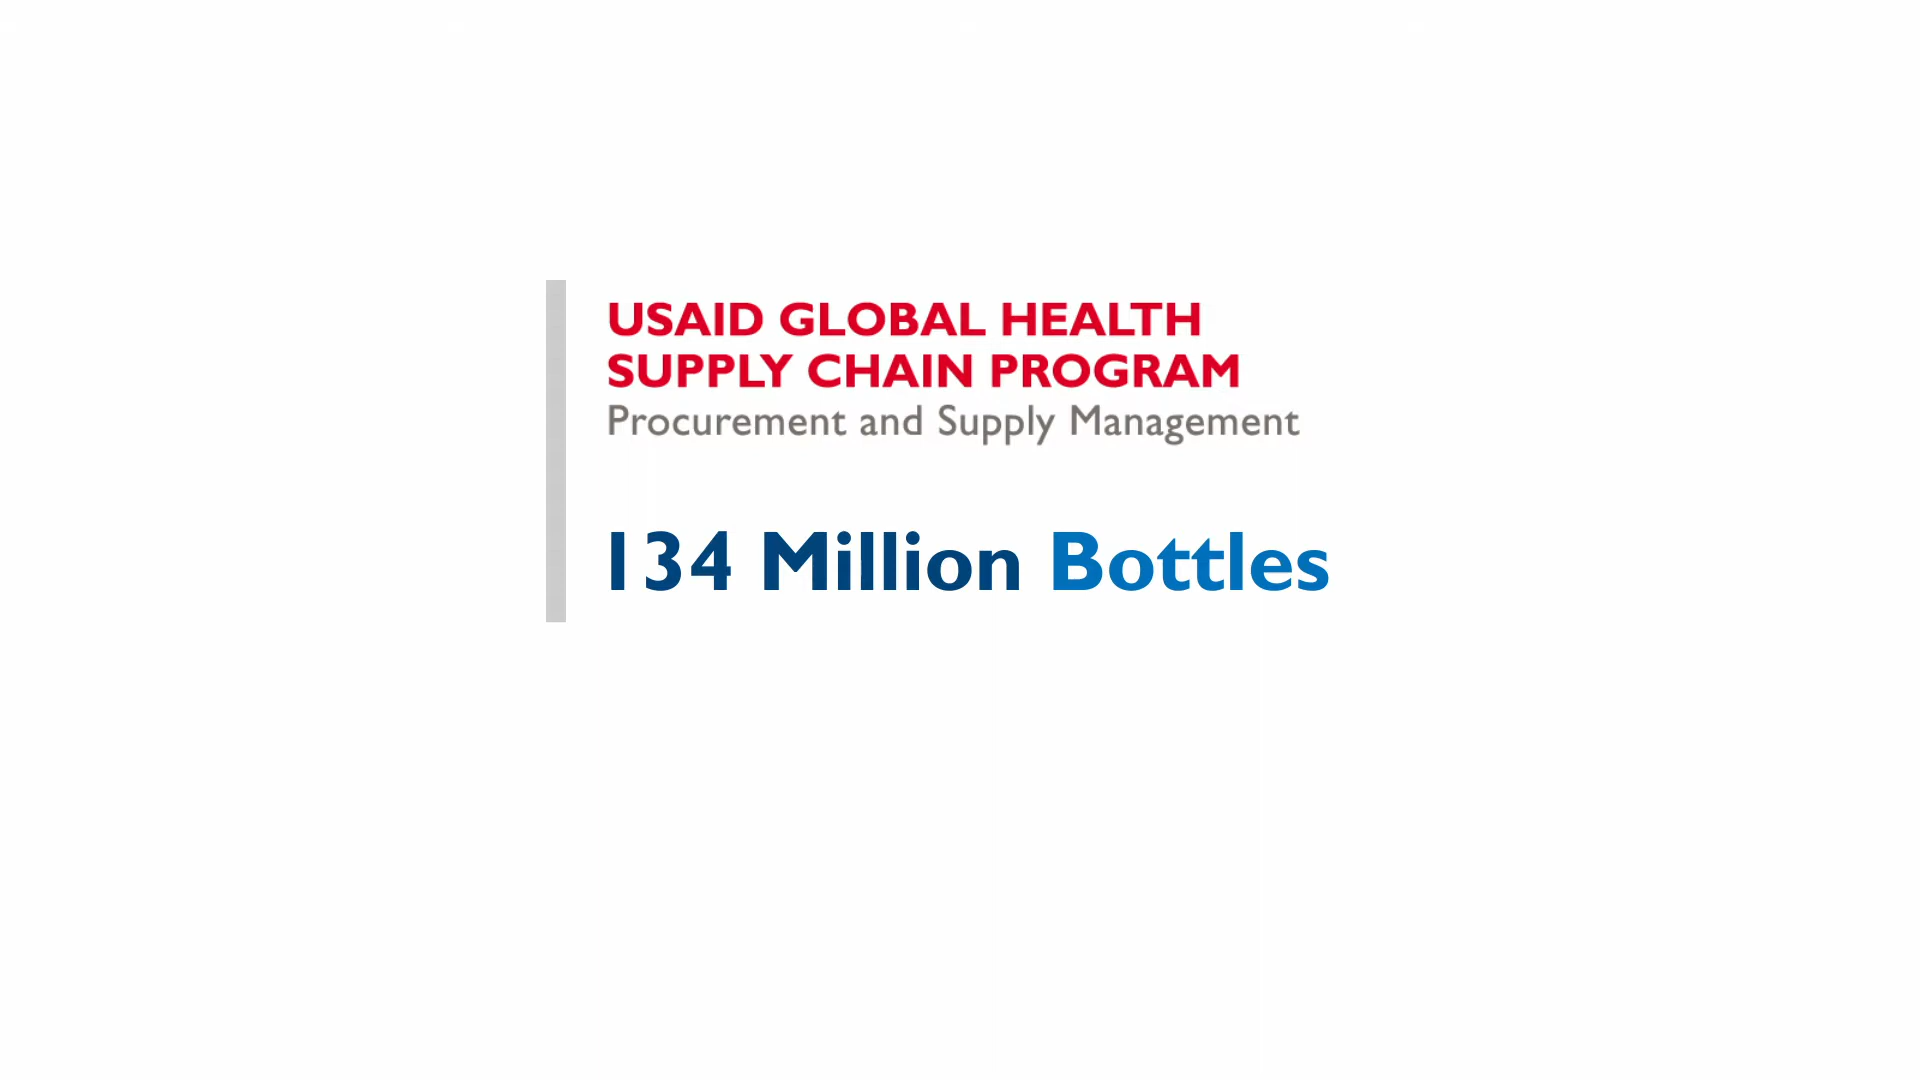 USAID GLOBAL HEALTH
SUPPLY CHAIN PROGRAM
Procurement and Supply Management
134 Million Bottles